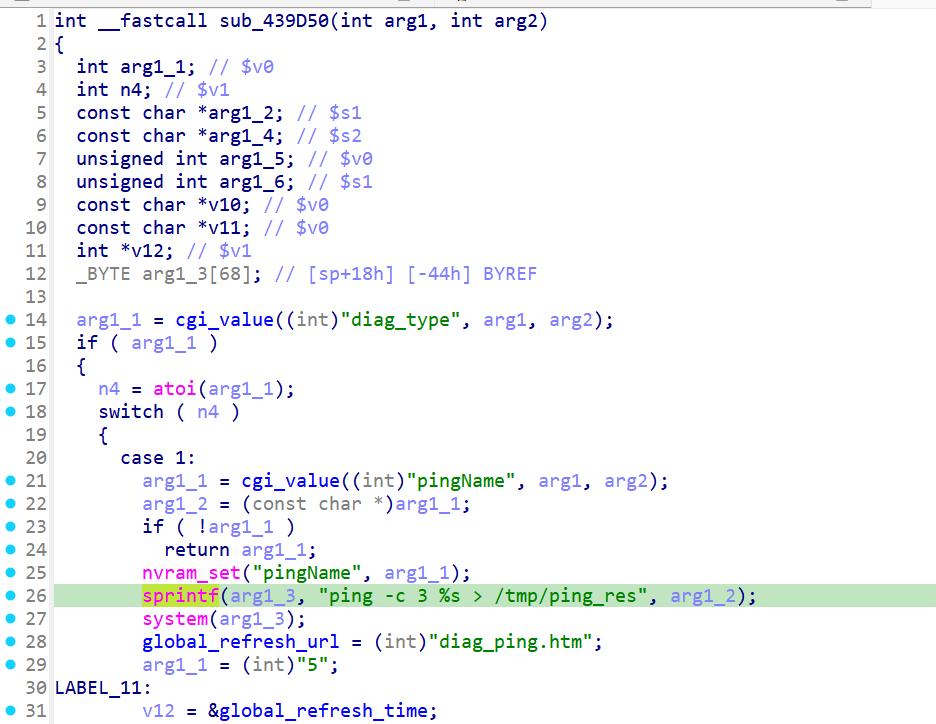 1 int __fastcall sub_439D50(int arg1, int arg2)
2 {
3   int arg1_1; // $v0
4   int n4; // $v1
5   const char *arg1_2; // $s1
6   const char *arg1_4; // $s2
7   unsigned int arg1_5; // $v0
8   unsigned int arg1_6; // $s1
9   const char *v10; // $v0
10   const char *v11; // $v0
11   int *v12; // $v1
12   _BYTE arg1_3[68]; // [sp+18h] [-44h] BYREF
13
14   arg1_1 = cgi_value((int)"diag_type", arg1, arg2);
15   if ( arg1_1 )
16   {
17     n4 = atoi(arg1_1);
18     switch ( n4 )
19     {
20       case 1:
21         arg1_1 = cgi_value((int)"pingName", arg1, arg2);
22         arg1_2 = (const char *)arg1_1;
23         if ( !arg1_1 )
24           return arg1_1;
25         nvram_set("pingName", arg1_1);
26         sprintf(arg1_3, "ping -c 3 %s > /tmp/ping_res", arg1_2);
27         system(arg1_3);
28         global_refresh_url = (int)"diag_ping.htm";
29         arg1_1 = (int)"5";
30 LABEL_11:
31         v12 = &global_refresh_time;